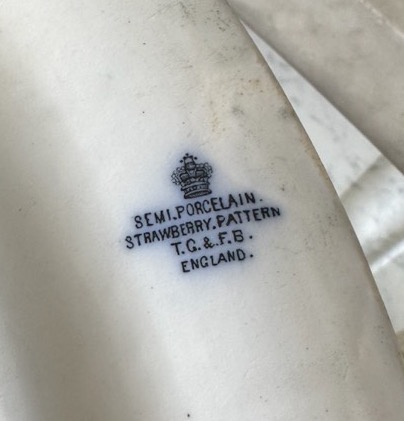 SEMI.PORCELAIN.
STRAWBERRY.PATTERN
T.G.&.F.B.
ENGLAND.